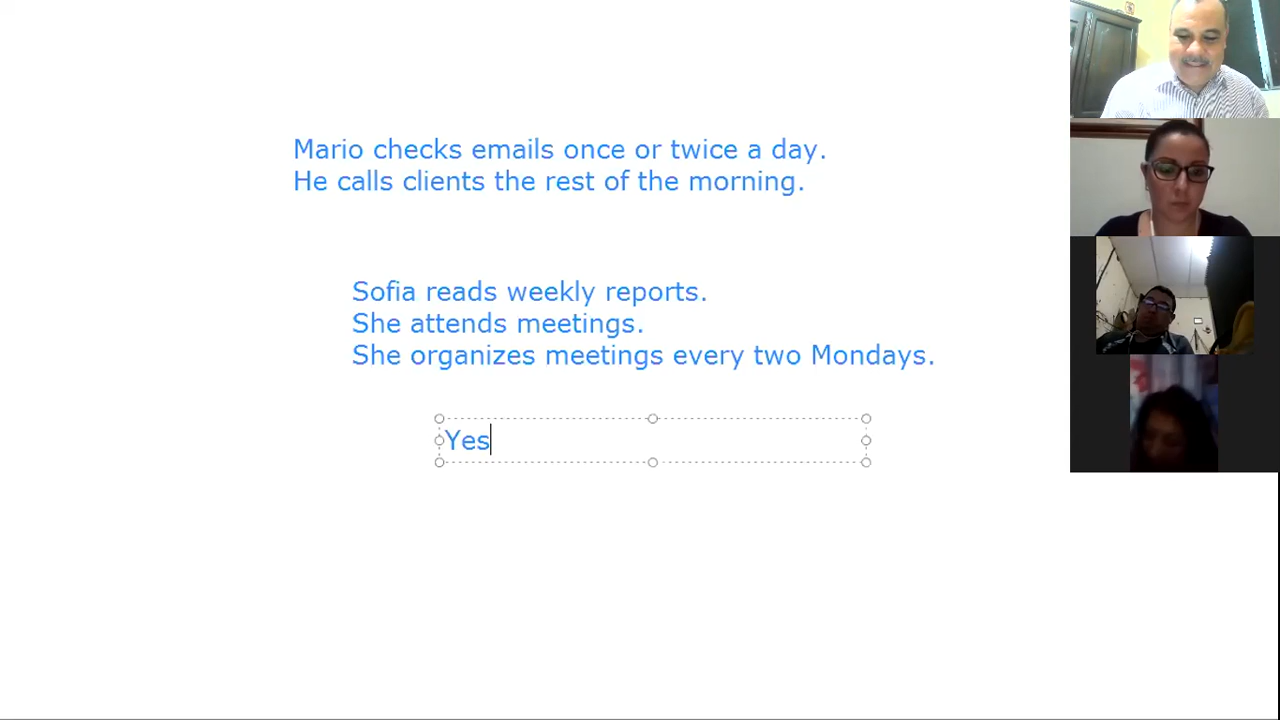 Mario checks emails once or twice a day.
He calls clients the rest of the morning.
Sofia reads weekly reports.
She attends meetings.
She organizes meetings every two Mondays.
Yes